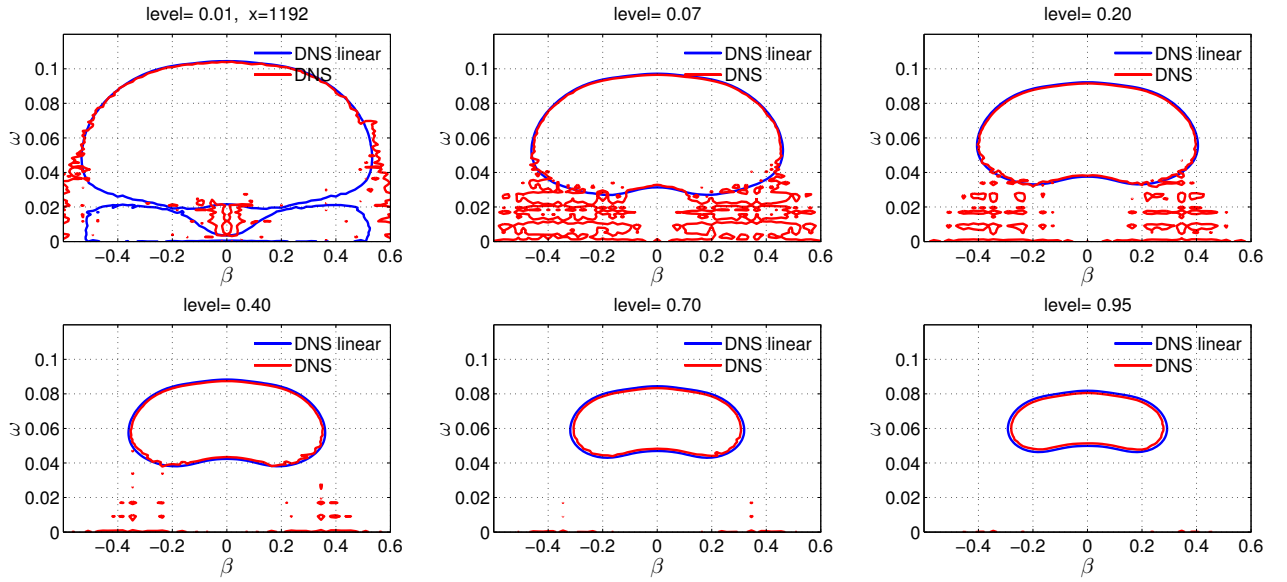 level= 0.01, x=1192
ω
0.1
0.08
0.06
0.04
0.02
0
DNS linear
DNS
−0.4 −0.2 0 0.2 0.4 0.6
β
level= 0.07
ω
0.1
0.08
0.06
0.04
0.02
0
DNS linear
DNS
−0.4 −0.2 0 0.2 0.4 0.6
β
level= 0.20
ω
0.1
0.08
0.06
0.04
0.02
0
DNS linear
DNS
−0.4 −0.2 0 0.2 0.4 0.6
β
level= 0.40
ω
0.1
0.08
0.06
0.04
0.02
0
DNS linear
DNS
−0.4 −0.2 0 0.2 0.4 0.6
β
level= 0.70
ω
0.1
0.08
0.06
0.04
0.02
0
DNS linear
DNS
−0.4 −0.2 0 0.2 0.4 0.6
β
level= 0.95
ω
0.1
0.08
0.06
0.04
0.02
0
DNS linear
DNS
−0.4 −0.2 0 0.2 0.4 0.6
β